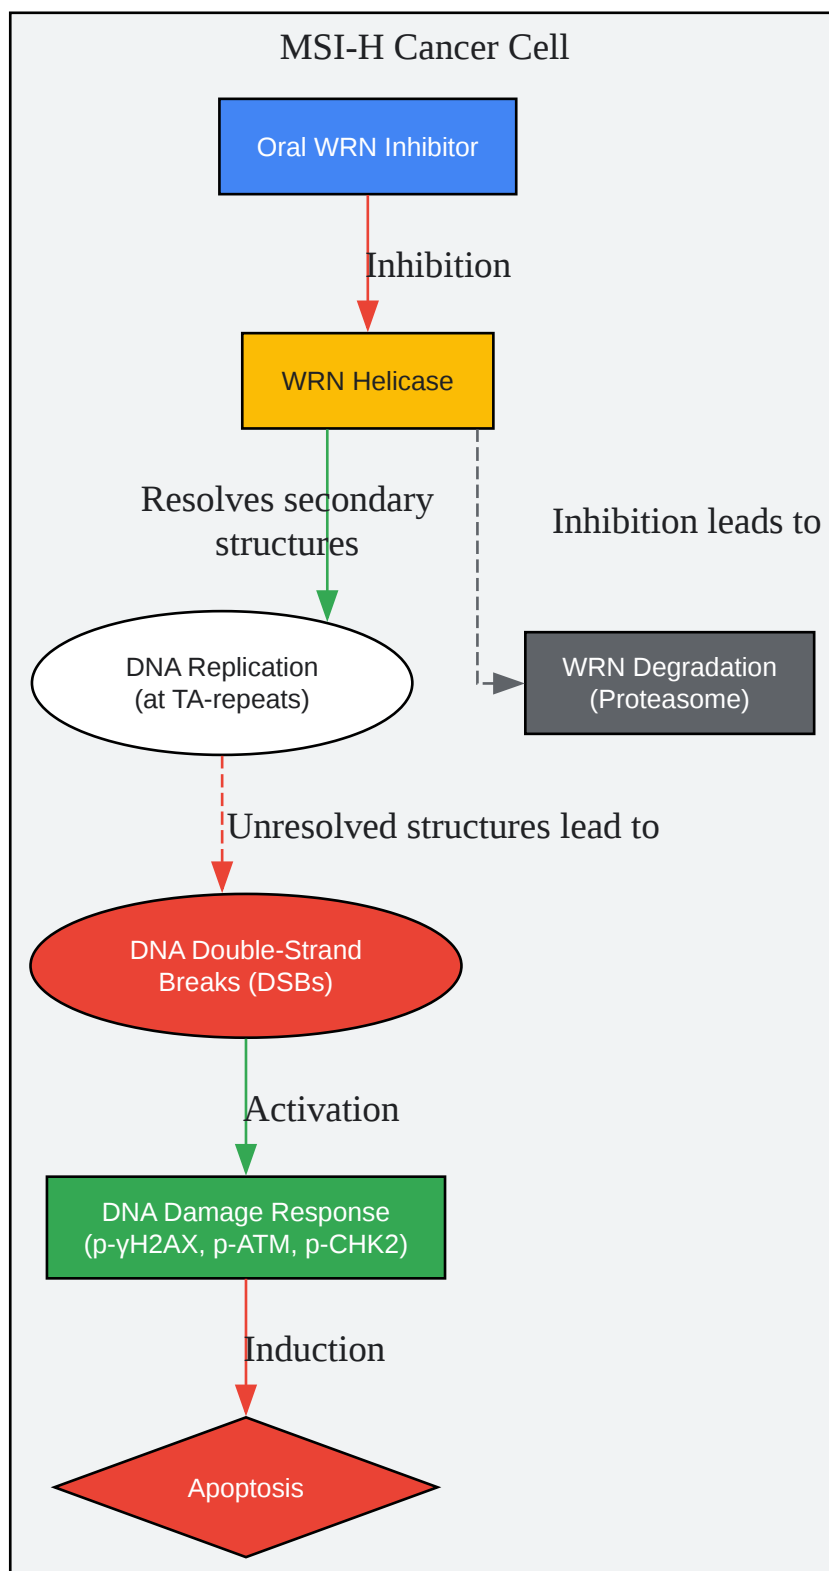 MSI-H Cancer Cell
Oral WRN Inhibitor
Inhibition
WRN Helicase
Resolves secondary
structures
Inhibition leads to
DNA Replication
(at TA-repeats)
WRN Degradation
(Proteasome)
Unresolved structures lead to
DNA Double-Strand
Breaks (DSBs)
Activation
DNA Damage Response
(p-γH2AX, p-ATM, p-CHK2)
Induction
Apoptosis